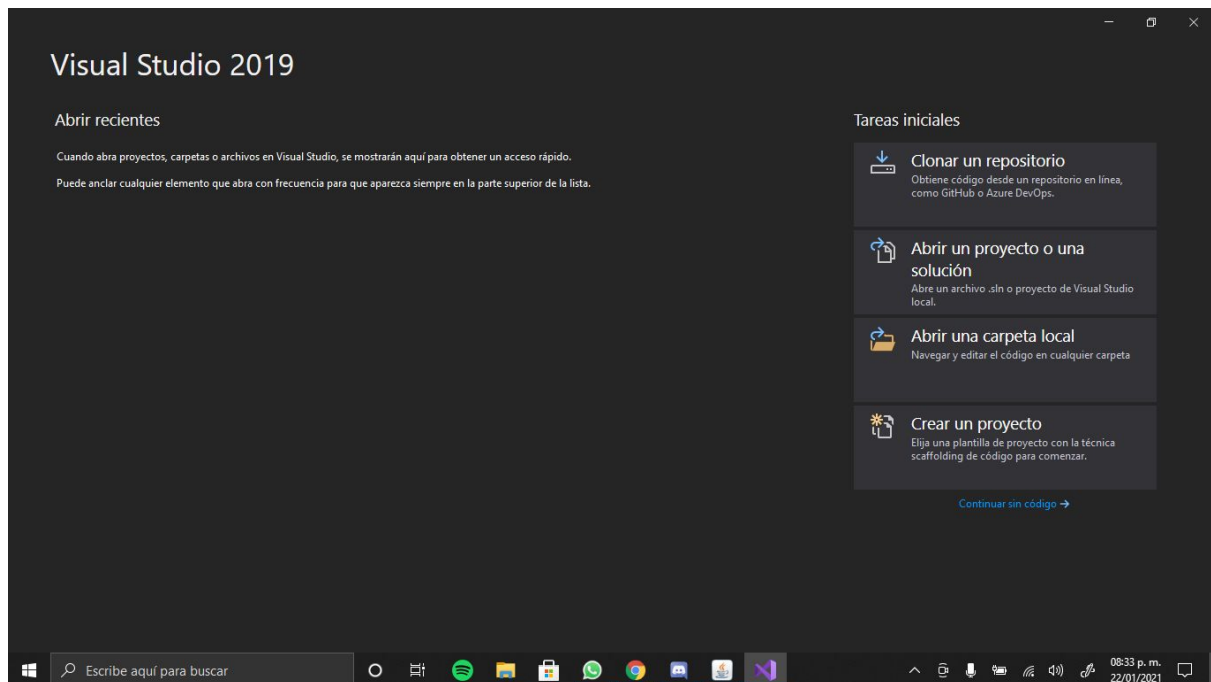 Visual Studio 2019
Abrir recientes
Cuando abra proyectos, carpetas o archivos en Visual Studio, se mostrarán aquí para obtener un acceso rápido.
Puede anclar cualquier elemento que abra con frecuencia para que aparezca siempre en la parte superior de la lista.
Tareas iniciales
Clonar un repositorio
Obtiene código desde un repositorio en línea,
como GitHub o Azure DevOps.
Abrir un proyecto o una
solución
Abre un archivo .sln o proyecto de Visual Studio
local.
Abrir una carpeta local
Navegar y editar el código en cualquier carpeta
Crear un proyecto
Elija una plantilla de proyecto con la técnica
scaffolding de código para comenzar.
Continuar sin código →
Escribe aquí para buscar
08:33 p. m.
22/01/2021